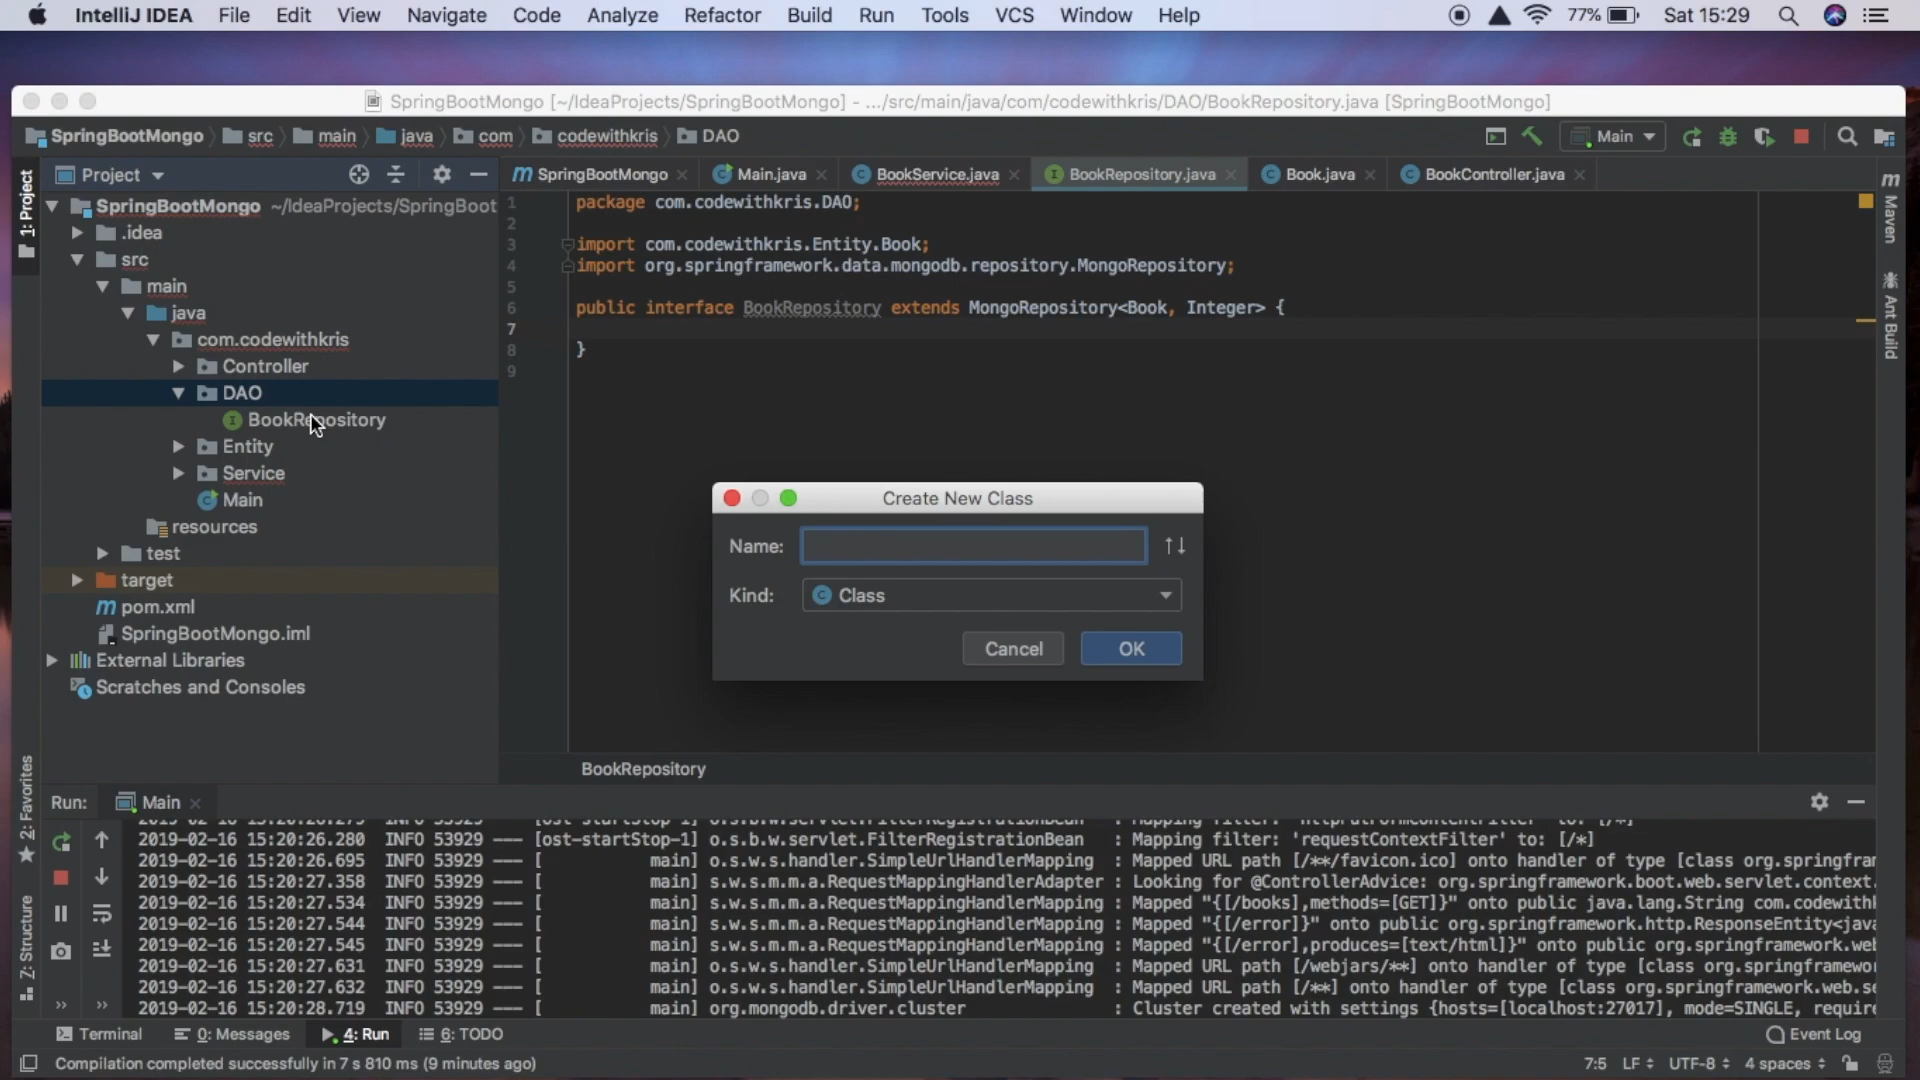 IntelliJ IDEA File Edit View Navigate Code Analyze Refactor Build Run Tools VCS Window Help 77% Sat 15:29
SpringBootMongo [~/IdeaProjects/SpringBootMongo] - .../src/main/java/com/codewithkris/DAO/BookRepository.java [SpringBootMongo]
SpringBootMongo src main java com codewithkris DAO Main
Project SpringBootMongo Main.java BookService.java BookRepository.java Book.java BookController.java
1: Project
Maven
Ant Build
2: Favorites
Z: Structure
SpringBootMongo ~/IdeaProjects/SpringBoot
.idea
src
main
java
com.codewithkris
Controller
DAO
BookRepository
Entity
Service
Main
resources
test
target
pom.xml
SpringBootMongo.iml
External Libraries
Scratches and Consoles
1 package com.codewithkris.DAO;
2
3 import com.codewithkris.Entity.Book;
4 import org.springframework.data.mongodb.repository.MongoRepository;
5
6 public interface BookRepository extends MongoRepository<Book, Integer> {
7
8 }
9
Create New Class
Name:
Kind: Class
Cancel OK
BookRepository
Run: Main
2019-02-16 15:20:26.280 INFO 53929 --- [ost-startStop-1] o.s.b.w.servlet.FilterRegistrationBean : Mapping filter: 'requestContextFilter' to: [/*]
2019-02-16 15:20:26.695 INFO 53929 --- [ main] o.s.w.s.handler.SimpleUrlHandlerMapping : Mapped URL path [/**/favicon.ico] onto handler of type [class org.springfram
2019-02-16 15:20:27.358 INFO 53929 --- [ main] s.w.s.m.m.a.RequestMappingHandlerAdapter : Looking for @ControllerAdvice: org.springframework.boot.web.servlet.context.
2019-02-16 15:20:27.534 INFO 53929 --- [ main] s.w.s.m.m.a.RequestMappingHandlerMapping : Mapped "{[/books],methods=[GET]}" onto public java.lang.String com.codewithk
2019-02-16 15:20:27.544 INFO 53929 --- [ main] s.w.s.m.m.a.RequestMappingHandlerMapping : Mapped "{[/error]}" onto public org.springframework.http.ResponseEntity<java
2019-02-16 15:20:27.545 INFO 53929 --- [ main] s.w.s.m.m.a.RequestMappingHandlerMapping : Mapped "{[/error],produces=[text/html]}" onto public org.springframework.web
2019-02-16 15:20:27.631 INFO 53929 --- [ main] o.s.w.s.handler.SimpleUrlHandlerMapping : Mapped URL path [/webjars/**] onto handler of type [class org.springframewor
2019-02-16 15:20:27.632 INFO 53929 --- [ main] o.s.w.s.handler.SimpleUrlHandlerMapping : Mapped URL path [/**] onto handler of type [class org.springframework.web.se
2019-02-16 15:20:28.719 INFO 53929 --- [ main] org.mongodb.driver.cluster : Cluster created with settings {hosts=[localhost:27017], mode=SINGLE, require
Terminal 0: Messages 4: Run 6: TODO Event Log
Compilation completed successfully in 7 s 810 ms (9 minutes ago) 7:5 LF UTF-8 4 spaces